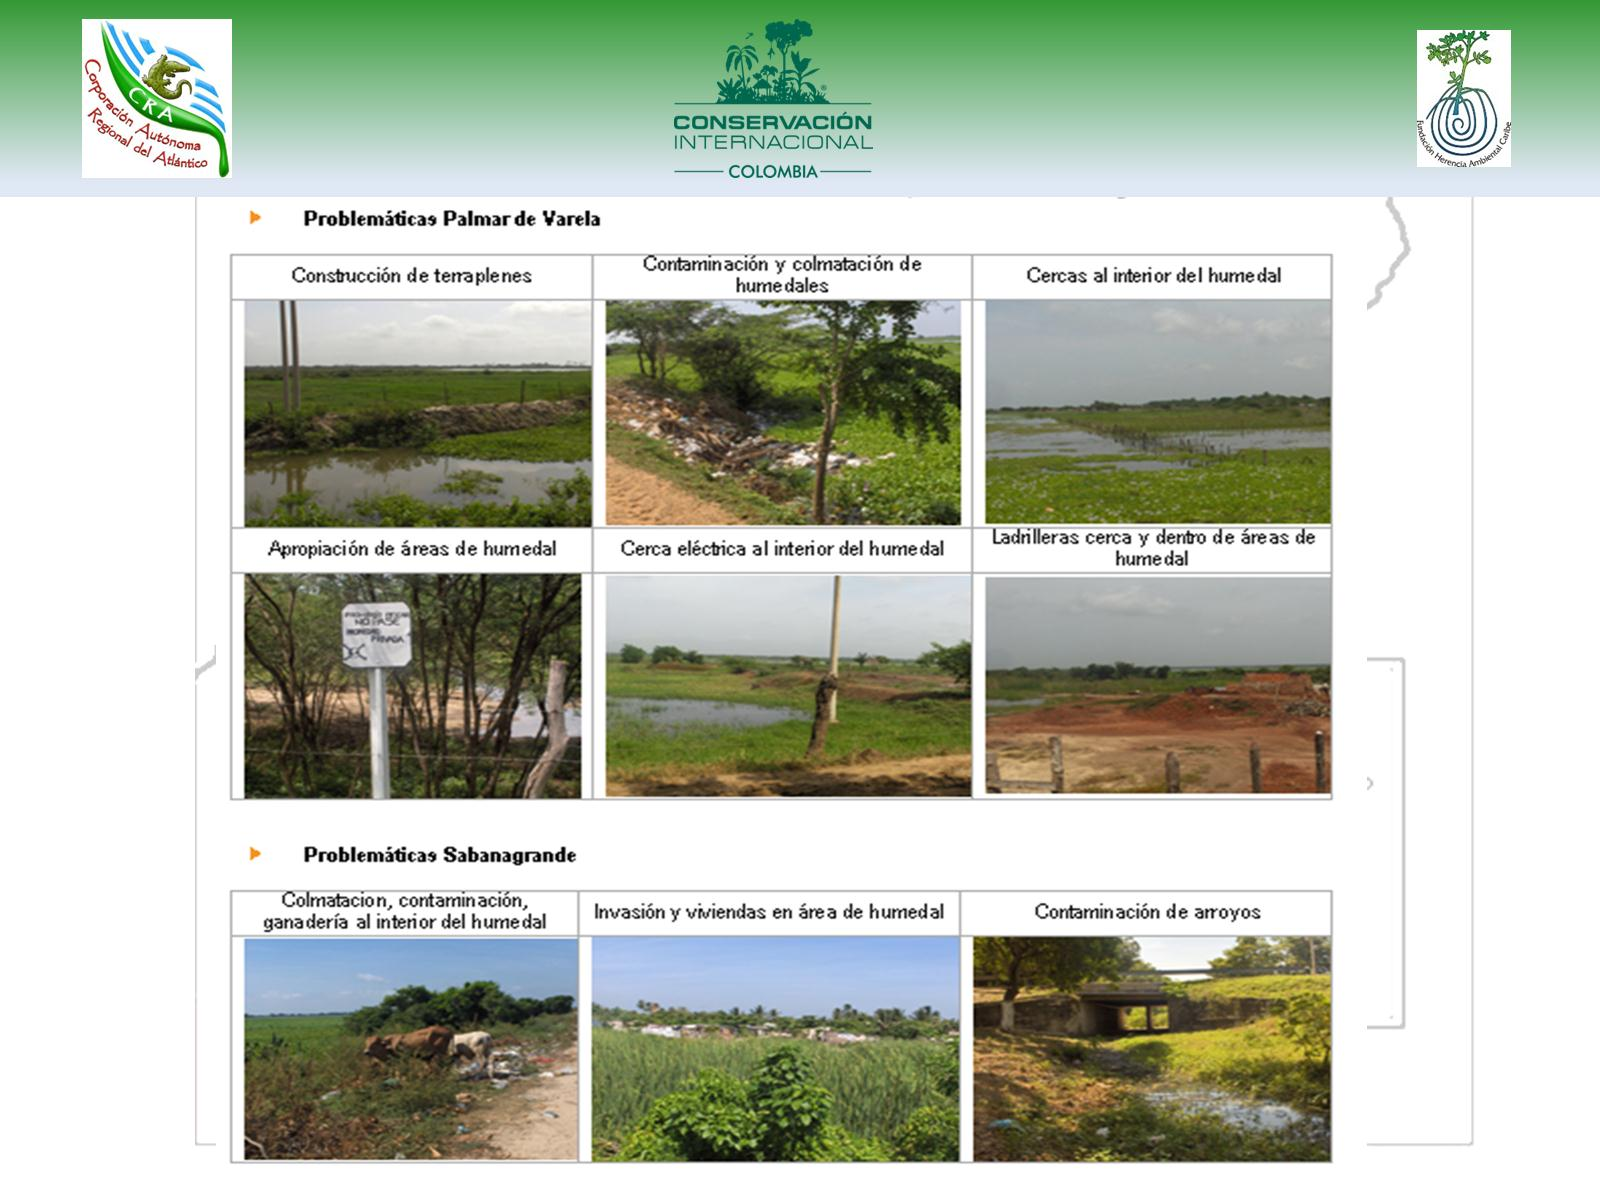 CRA
Corporación Autónoma
Regional del Atlántico
CONSERVACIÓN
INTERNACIONAL
COLOMBIA
Fundación Herencia Ambiental Caribe
Problemáticas Palmar de Varela
Construcción de terraplenes
Contaminación y colmatación de
humedales
Cercas al interior del humedal
Apropiación de áreas de humedal
Cerca eléctrica al interior del humedal
Ladrilleras cerca y dentro de áreas de
humedal
NO PASE
PRIVADA
Problemáticas Sabanagrande
Colmatacion, contaminación,
ganadería al interior del humedal
Invasión y viviendas en área de humedal
Contaminación de arroyos